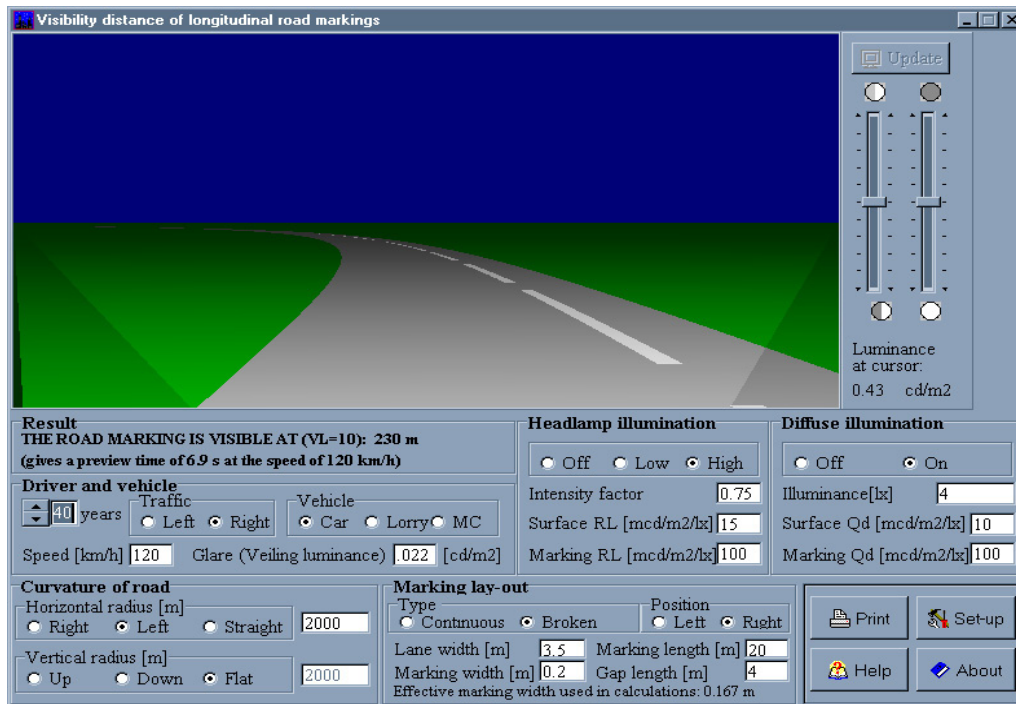 Visibility distance of longitudinal road markings
Update
Luminance
at cursor:
0.43 cd/m2
Result
THE ROAD MARKING IS VISIBLE AT (VL=10): 230 m
(gives a preview time of 6.9 s at the speed of 120 km/h)
Driver and vehicle
40 years
Traffic
Left Right
Vehicle
Car Lorry MC
Speed [km/h] 120 Glare (Veiling luminance) .022 [cd/m2]
Headlamp illumination
Off Low High
Intensity factor 0.75
Surface RL [mcd/m2/lx] 15
Marking RL [mcd/m2/lx] 100
Diffuse illumination
Off On
Illuminance[lx] 4
Surface Qd [mcd/m2/lx] 10
Marking Qd [mcd/m2/lx] 100
Curvature of road
Horizontal radius [m]
Right Left Straight 2000
Vertical radius [m]
Up Down Flat 2000
Marking lay-out
Type
Continuous Broken
Position
Left Right
Lane width [m] 3.5 Marking length [m] 20
Marking width [m] 0.2 Gap length [m] 4
Effective marking width used in calculations: 0.167 m
Print Set-up
Help About